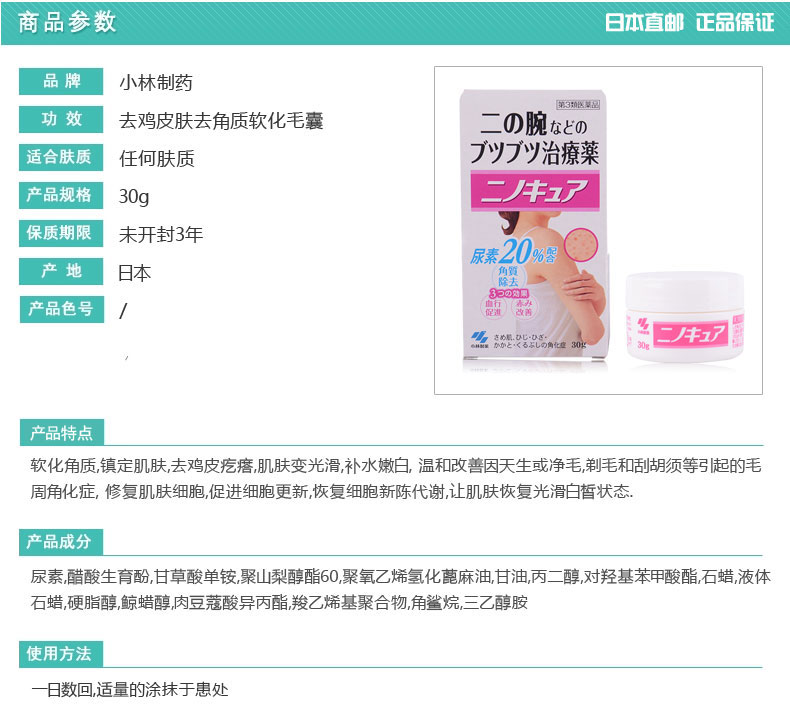 商品参数
日本直邮 正品保证
品 牌 小林制药
功 效 去鸡皮肤去角质软化毛囊
适合肤质 任何肤质
产品规格 30g
保质期限 未开封3年
产 地 日本
产品色号 /
第3類医薬品
二の腕などの
ブツブツ治療薬
ニノキュア
尿素20%配合
角質除去
3つの効果
血行促進
赤み改善
小林製薬
さめ肌、ひじ・ひざ・
かかと・くるぶしの角化症 30g
ニノキュア
30g
产品特点
软化角质,镇定肌肤,去鸡皮疙瘩,肌肤变光滑,补水嫩白, 温和改善因天生或净毛,剃毛和刮胡须等引起的毛
周角化症, 修复肌肤细胞,促进细胞更新,恢复细胞新陈代谢,让肌肤恢复光滑白皙状态.
产品成分
尿素,醋酸生育酚,甘草酸单铵,聚山梨醇酯60,聚氧乙烯氢化蓖麻油,甘油,丙二醇,对羟基苯甲酸酯,石蜡,液体
石蜡,硬脂醇,鲸蜡醇,肉豆蔻酸异丙酯,羧乙烯基聚合物,角鲨烷,三乙醇胺
使用方法
一日数回,适量的涂抹于患处